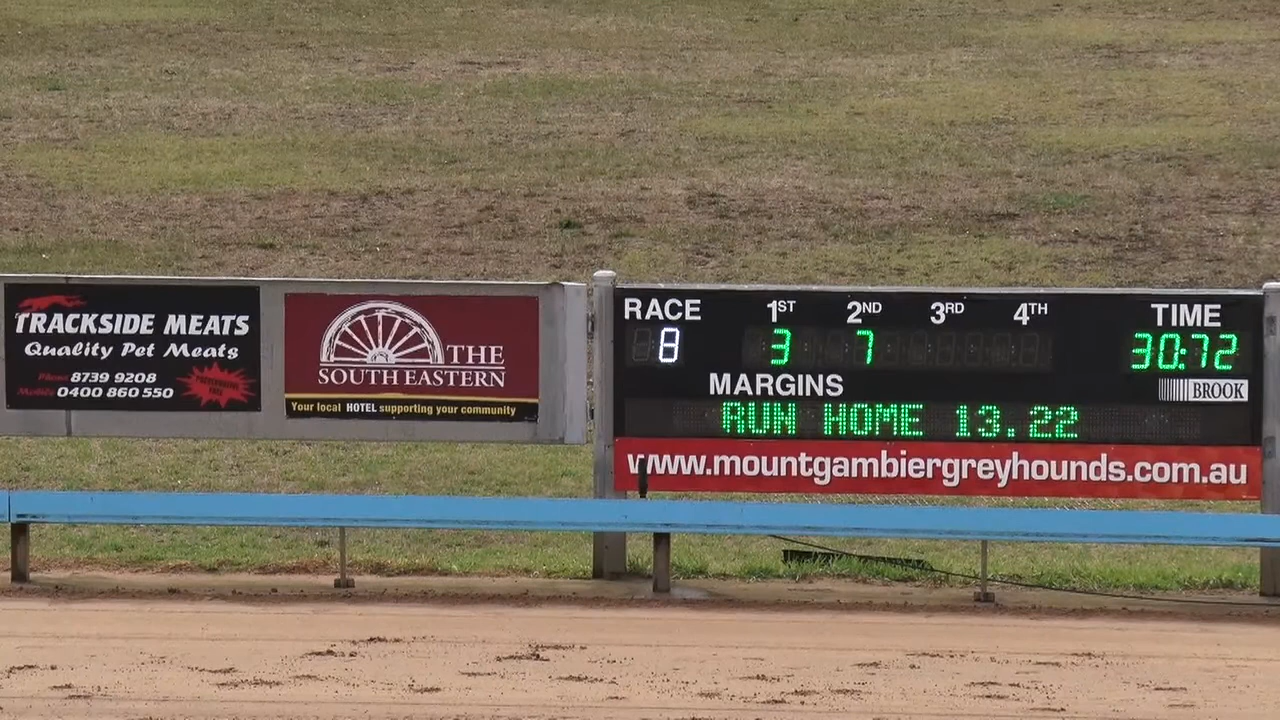 TRACKSIDE MEATS
Quality Pet Meats
Phone 8739 9208
Mobile 0400 860 550
PRESERVATIVE FREE
THE
SOUTH EASTERN
Your local HOTEL supporting your community
RACE 1ST 2ND 3RD 4TH TIME
8 3 7 30:72
BROOK
MARGINS
RUN HOME 13.22
www.mountgambiergreyhounds.com.au